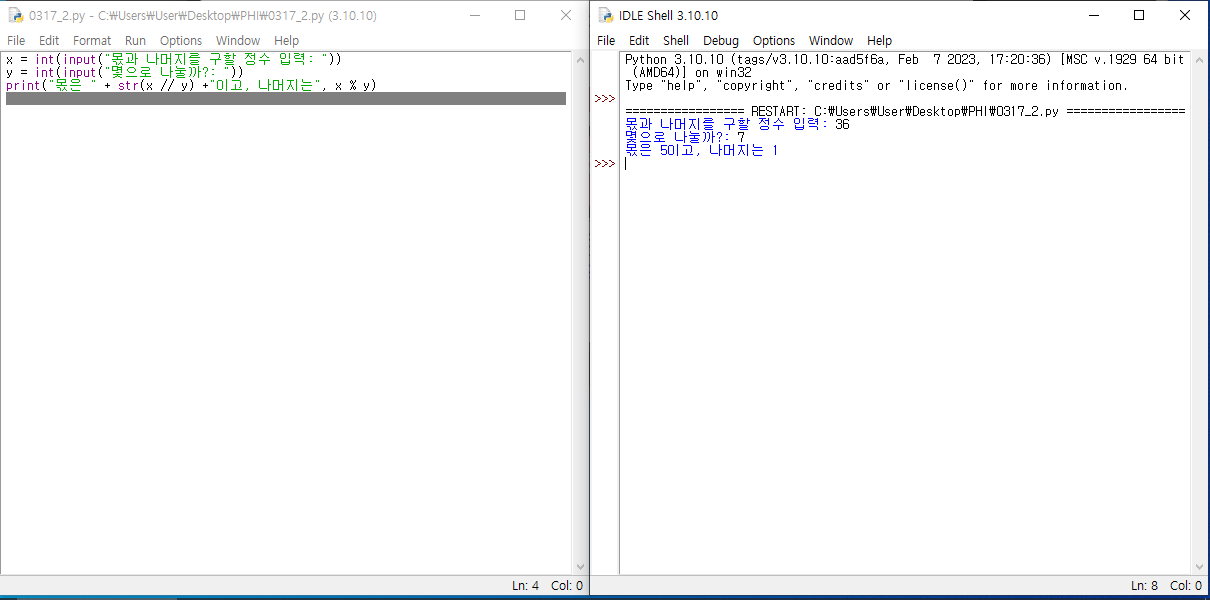 0317_2.py - C:₩Users₩User₩Desktop₩PHI₩0317_2.py (3.10.10)
File Edit Format Run Options Window Help
x = int(input("몫과 나머지를 구할 정수 입력: "))
y = int(input("몇으로 나눌까?: "))
print("몫은 " + str(x // y) +"이고, 나머지는", x % y)
Ln: 4 Col: 0
IDLE Shell 3.10.10
File Edit Shell Debug Options Window Help
Python 3.10.10 (tags/v3.10.10:aad5f6a, Feb  7 2023, 17:20:36) [MSC v.1929 64 bit
(AMD64)] on win32
Type "help", "copyright", "credits" or "license()" for more information.
>>>
================ RESTART: C:₩Users₩User₩Desktop₩PHI₩0317_2.py ================
몫과 나머지를 구할 정수 입력: 36
몇으로 나눌까?: 7
몫은 5이고, 나머지는 1
>>>
Ln: 8 Col: 0